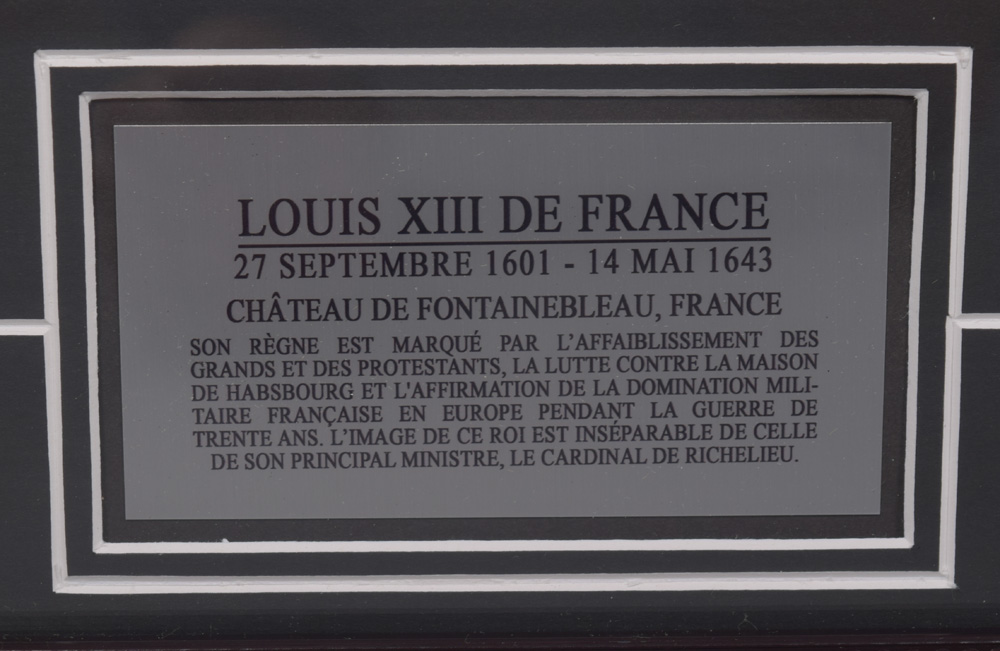 LOUIS XIII DE FRANCE
27 SEPTEMBRE 1601 - 14 MAI 1643
CHÂTEAU DE FONTAINEBLEAU, FRANCE
SON RÈGNE EST MARQUÉ PAR L'AFFAIBLISSEMENT DES
GRANDS ET DES PROTESTANTS, LA LUTTE CONTRE LA MAISON
DE HABSBOURG ET L'AFFIRMATION DE LA DOMINATION MILI-
TAIRE FRANÇAISE EN EUROPE PENDANT LA GUERRE DE
TRENTE ANS. L'IMAGE DE CE ROI EST INSÉPARABLE DE CELLE
DE SON PRINCIPAL MINISTRE, LE CARDINAL DE RICHELIEU.